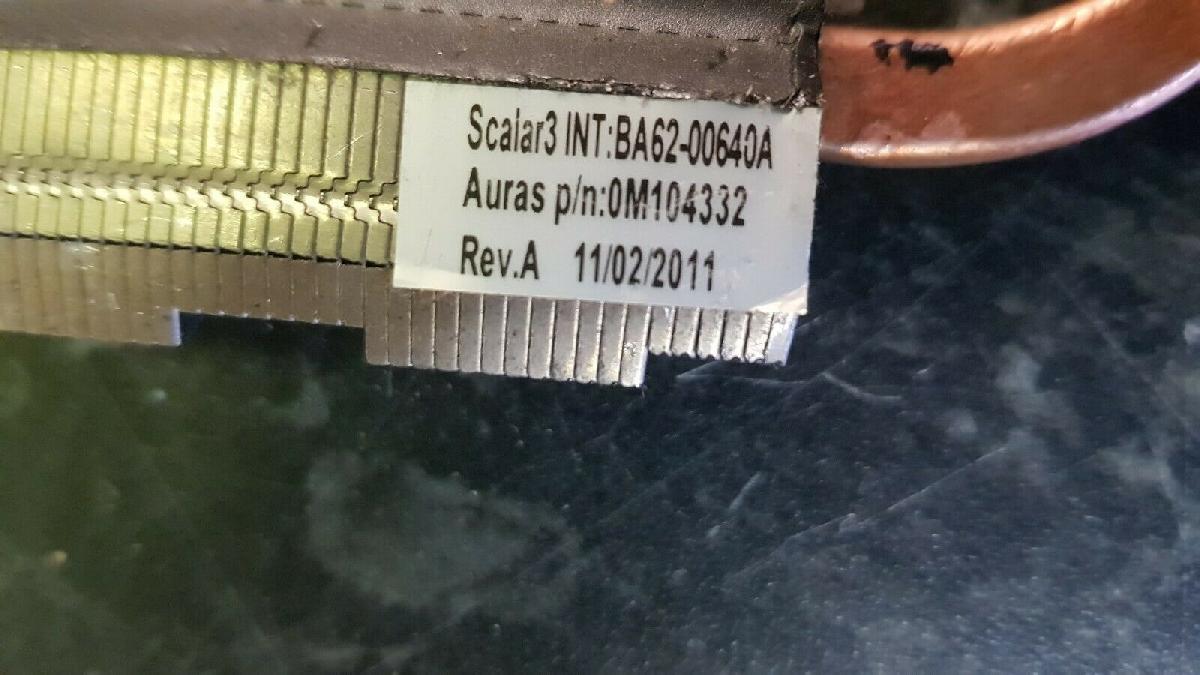 Scalar3 INT:BA62-00640A
Auras p/n:0M104332
Rev.A 11/02/2011